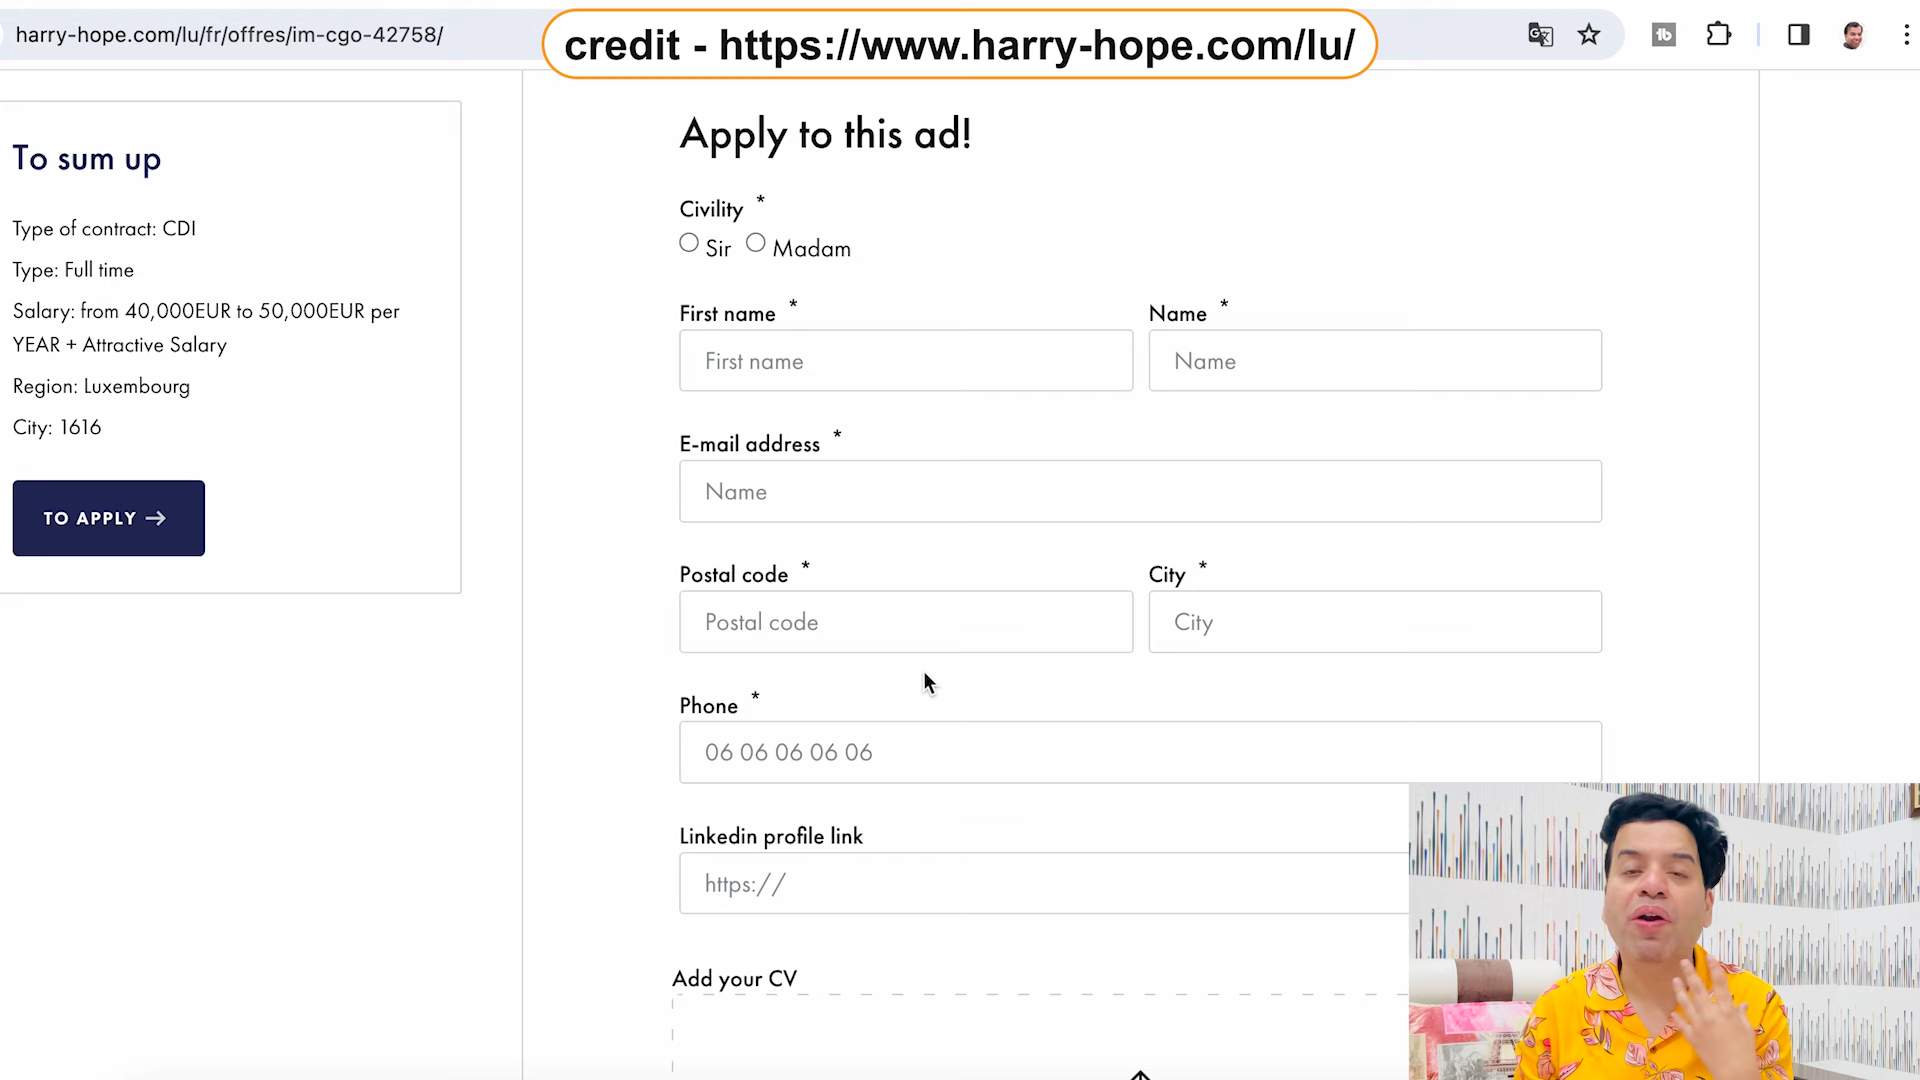 harry-hope.com/lu/fr/offres/im-cgo-42758/
credit - https://www.harry-hope.com/lu/
To sum up
Type of contract: CDI
Type: Full time
Salary: from 40,000EUR to 50,000EUR per
YEAR + Attractive Salary
Region: Luxembourg
City: 1616
TO APPLY →
Apply to this ad!
Civility *
Sir Madam
First name * Name *
First name Name
E-mail address *
Name
Postal code * City *
Postal code City
Phone *
06 06 06 06 06
Linkedin profile link
https://
Add your CV